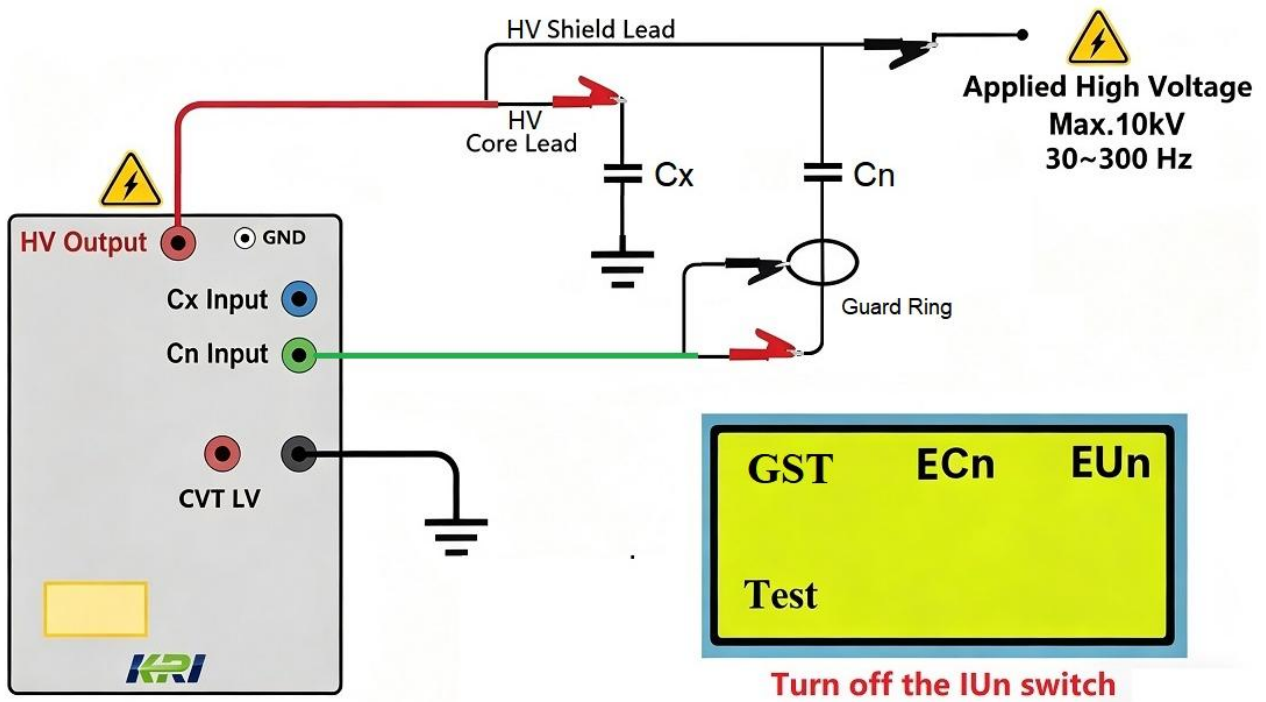 HV Shield Lead
Applied High Voltage
Max.10kV
30~300 Hz
HV
Core Lead
Cx
Cn
HV Output
GND
Cx Input
Guard Ring
Cn Input
CVT LV
GST ECn EUn
Test
KRI
Turn off the IUn switch